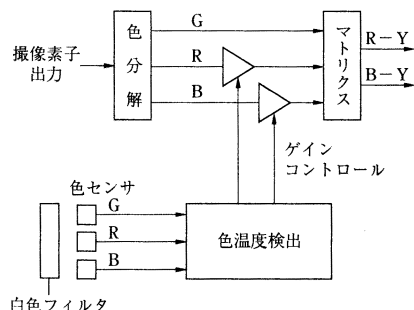 撮像素子
出力
色分解
G
R
B
マトリクス
R−Y
B−Y
ゲイン
コントロール
色センサ
G
R
B
色温度検出
白色フィルタ